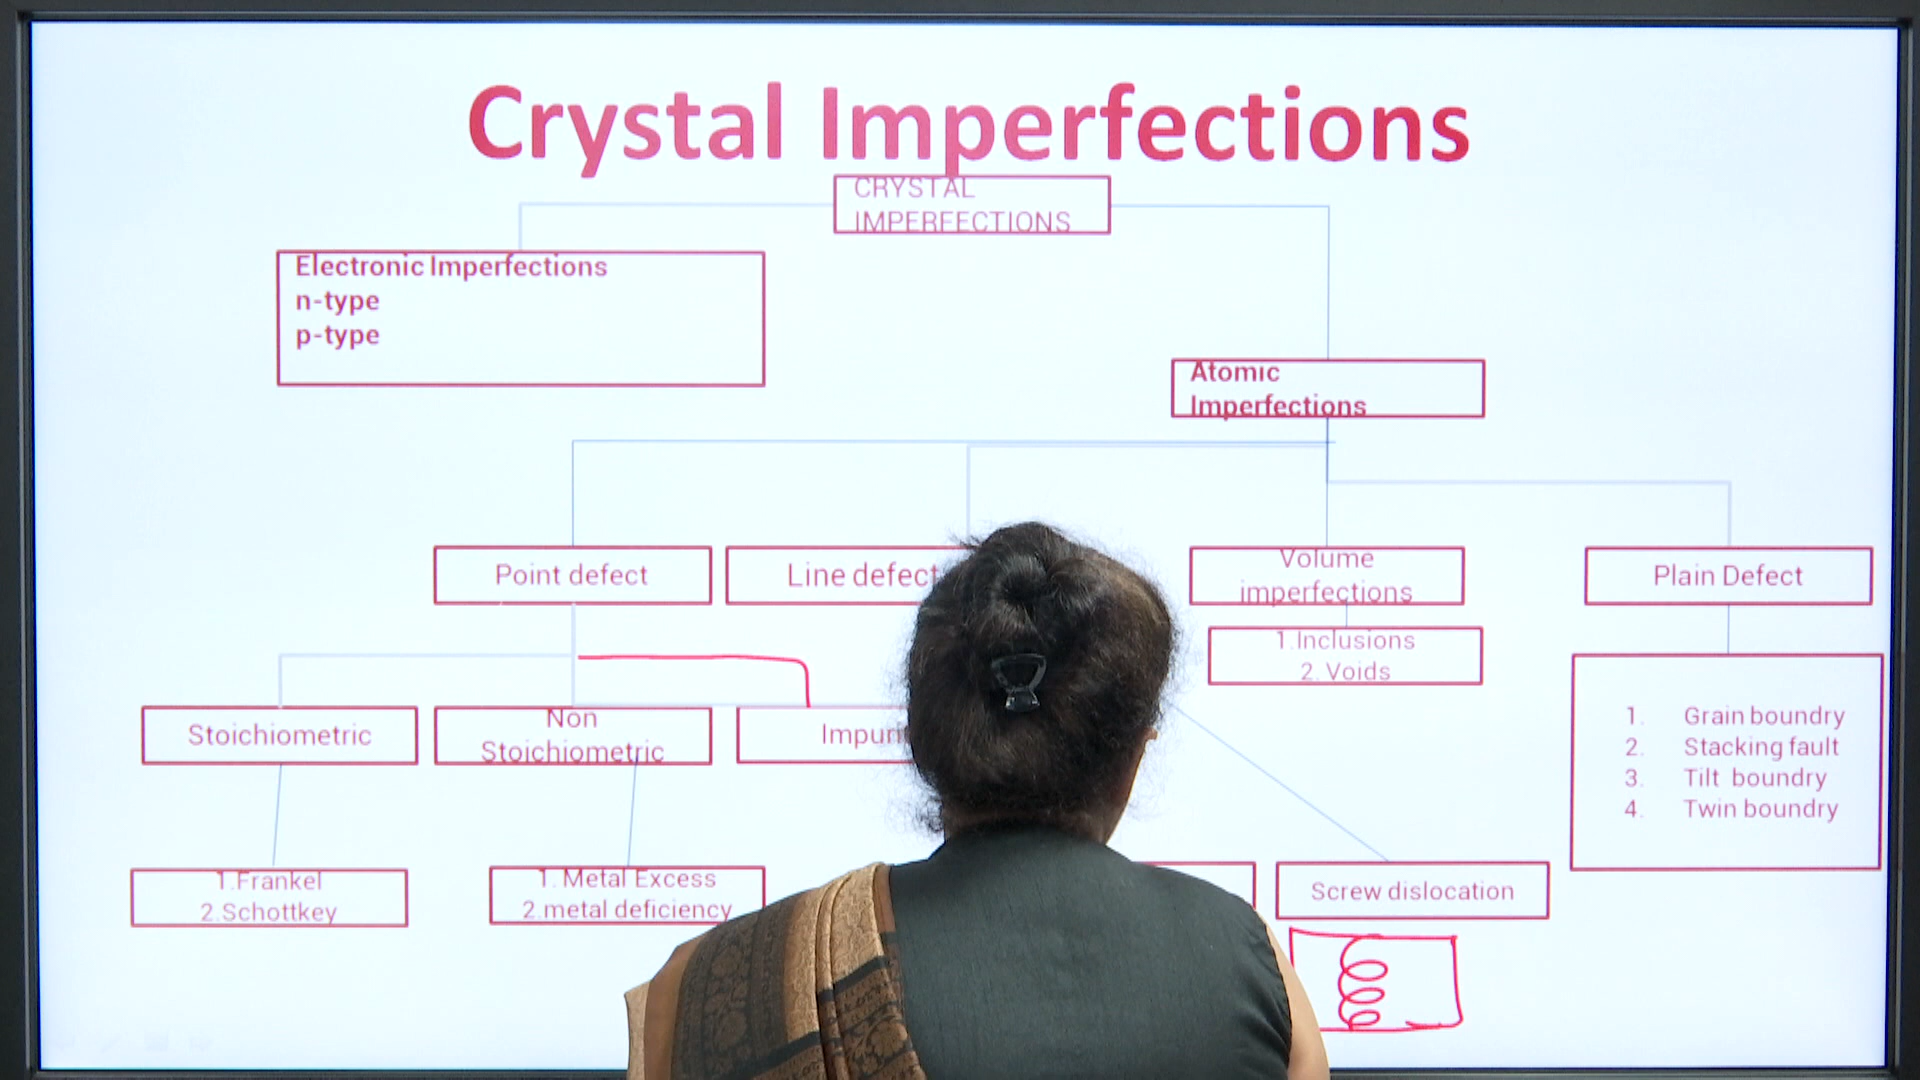 Crystal Imperfections
CRYSTAL
IMPERFECTIONS
Electronic Imperfections
n-type
p-type
Atomic
Imperfections
Point defect
Line defect
Volume
imperfections
Plain Defect
1.Inclusions
2. Voids
Stoichiometric
Non
Stoichiometric
1. Grain boundry
2. Stacking fault
3. Tilt boundry
4. Twin boundry
1.Frankel
2.Schottkey
1. Metal Excess
2.metal deficiency
Screw dislocation